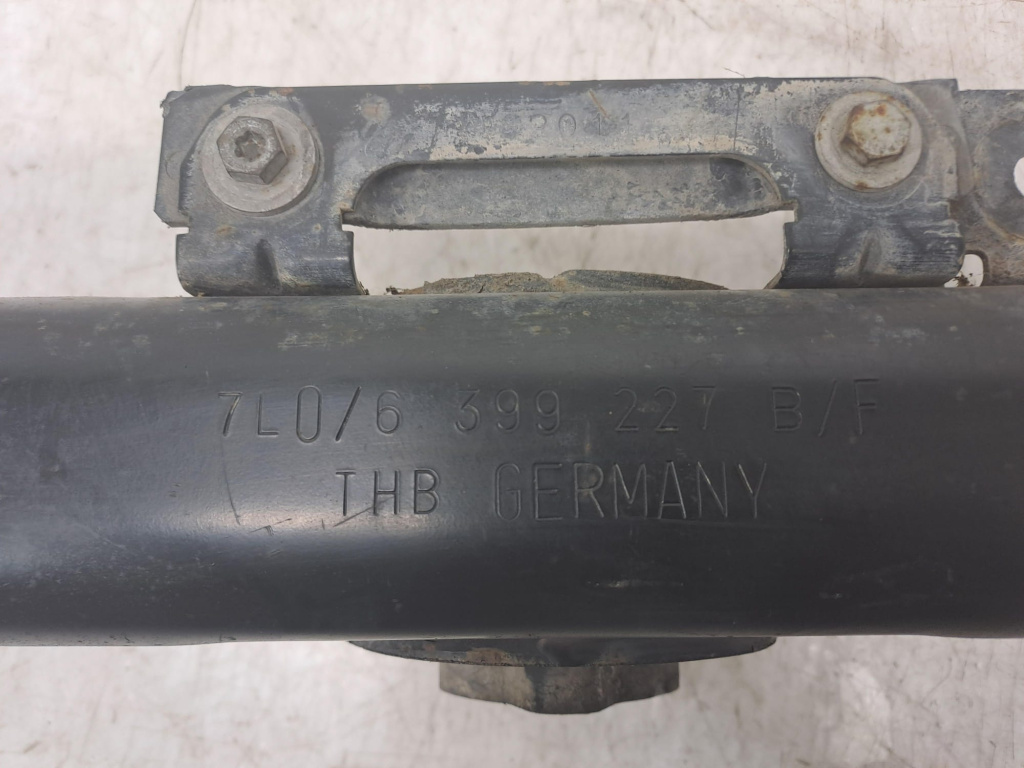 7L0/6 399 227 B/F
THB GERMANY